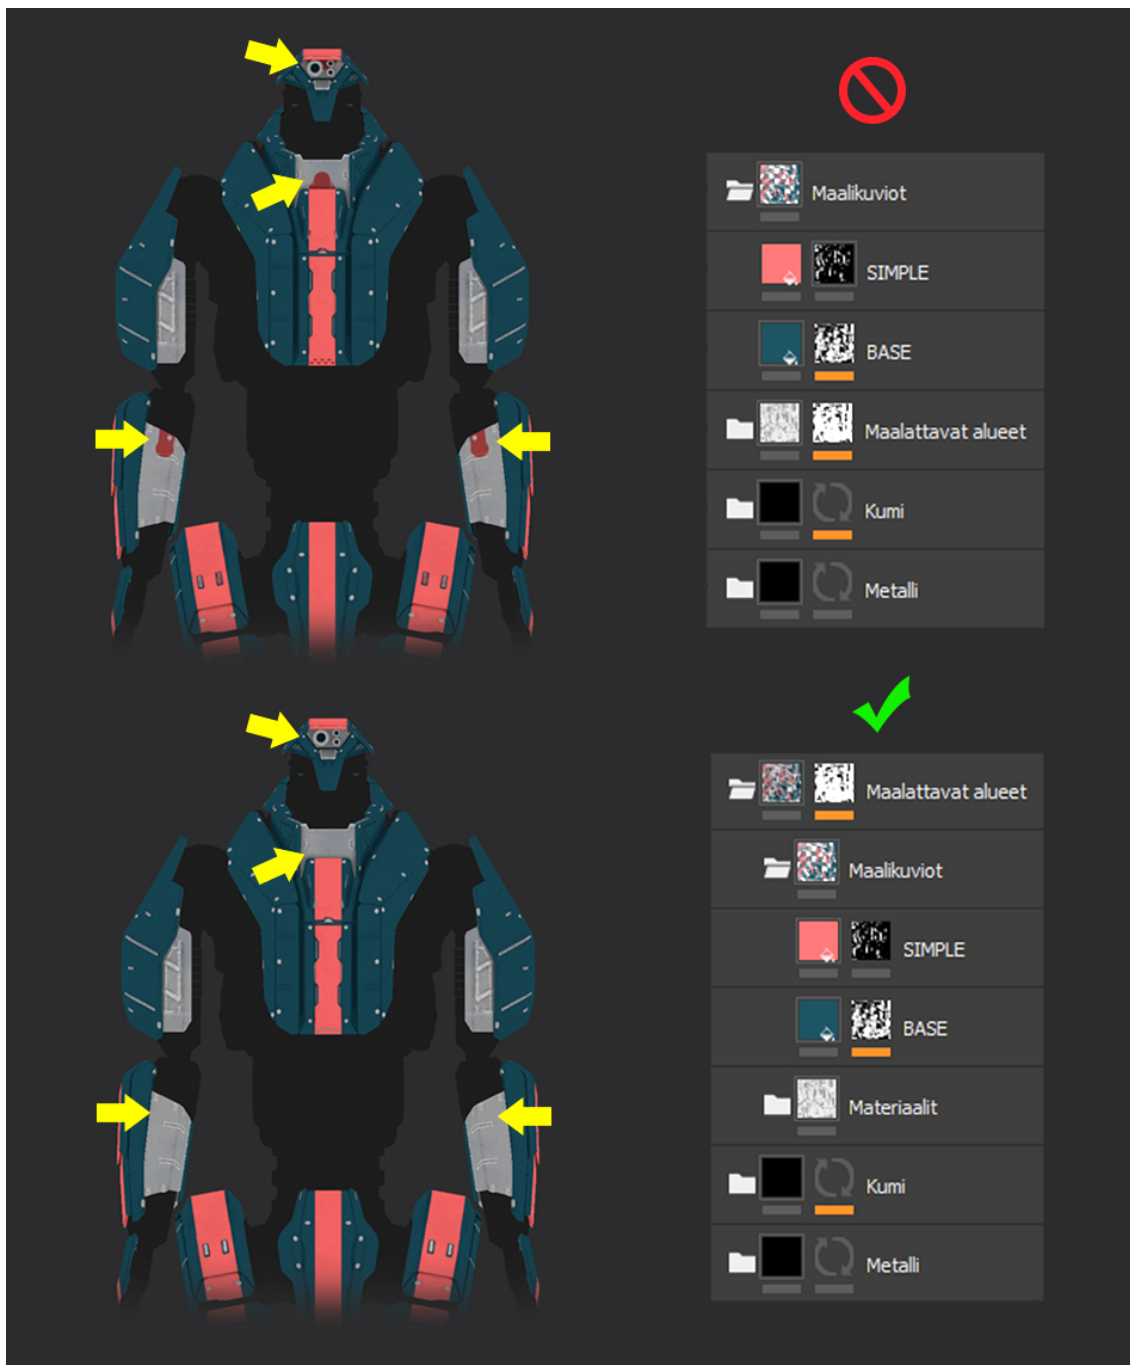 Maalikuviot
SIMPLE
BASE
Maalattavat alueet
Kumi
Metalli
Maalattavat alueet
Maalikuviot
SIMPLE
BASE
Materiaalit
Kumi
Metalli